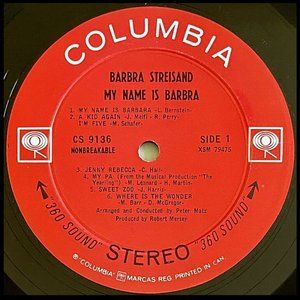 COLUMBIA
BARBRA STREISAND
MY NAME IS BARBRA
1. MY NAME IS BARBARA -L. Bernstein-
2. A KID AGAIN -J. Melfi - R. Perry-
I'M FIVE -M. Schafer-
CS 9136
NONBREAKABLE
SIDE 1
XSM 79475
3. JENNY REBECCA -C. Hall-
4. MY PA (From the Musical Production "The
Yearling") -M. Leonard - H. Martin-
5. SWEET ZOO -J. Harris-
6. WHERE IS THE WONDER
-M. Barr - D. McGregor-
Arranged and Conducted by Peter Matz
Produced by Robert Mersey
"360 SOUND" STEREO "360 SOUND"
®"COLUMBIA" MARCAS REG. PRINTED IN CAN.